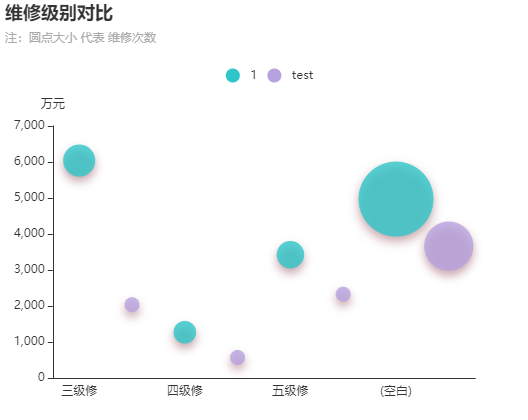 维修级别对比
注：圆点大小 代表 维修次数
1 test
万元
7,000
6,000
5,000
4,000
3,000
2,000
1,000
0
三级修 四级修 五级修 (空白)